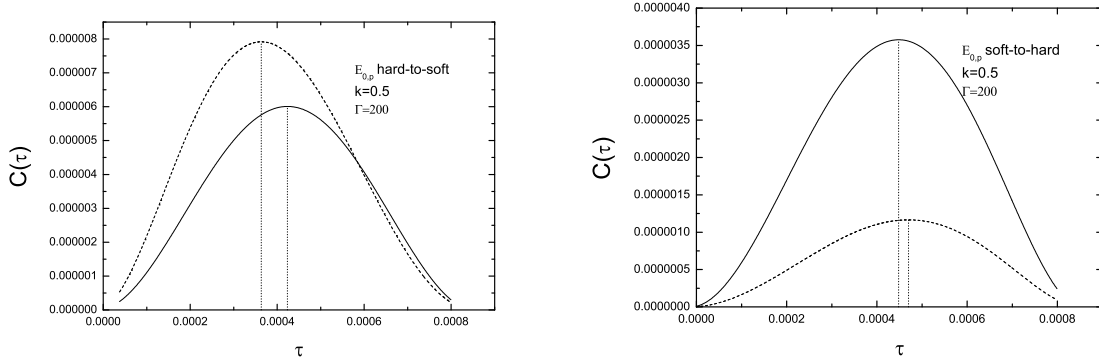 0.000008
0.000007
0.000006
0.000005
0.000004
0.000003
0.000002
0.000001
0.000000
0.0000 0.0002 0.0004 0.0006 0.0008
C(τ)
τ
E0,p hard-to-soft
k=0.5
Γ=200
0.0000040
0.0000035
0.0000030
0.0000025
0.0000020
0.0000015
0.0000010
0.0000005
0.0000000
0.0000 0.0002 0.0004 0.0006 0.0008
C(τ)
τ
E0,p soft-to-hard
k=0.5
Γ=200